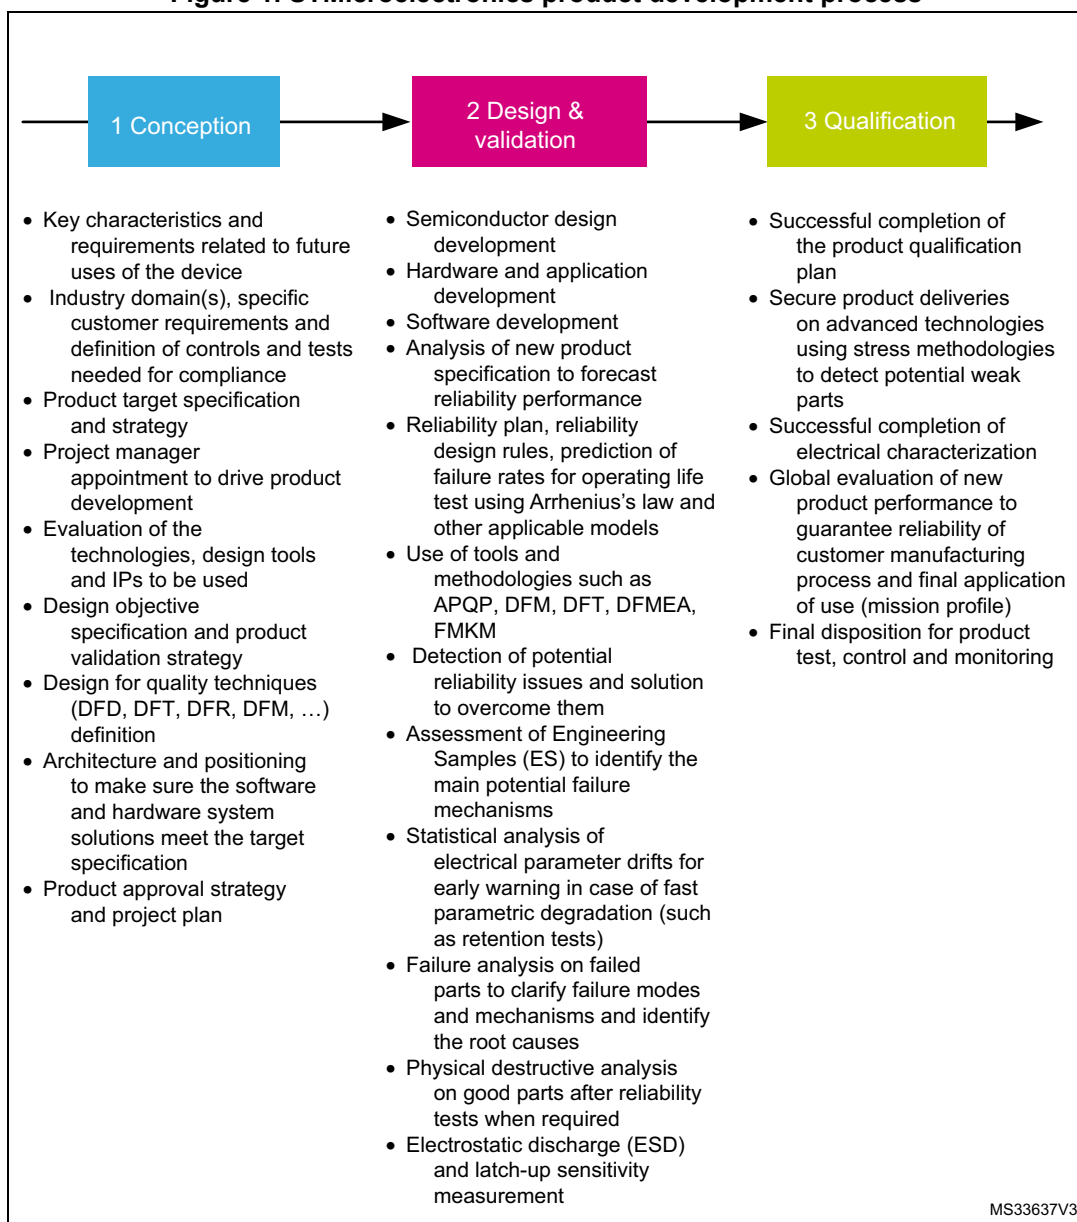 Figure 1. STMicroelectronics product development process
1 Conception
2 Design &
validation
3 Qualification
• Key characteristics and
requirements related to future
uses of the device
• Industry domain(s), specific
customer requirements and
definition of controls and tests
needed for compliance
• Product target specification
and strategy
• Project manager
appointment to drive product
development
• Evaluation of the
technologies, design tools
and IPs to be used
• Design objective
specification and product
validation strategy
• Design for quality techniques
(DFD, DFT, DFR, DFM, …)
definition
• Architecture and positioning
to make sure the software
and hardware system
solutions meet the target
specification
• Product approval strategy
and project plan
• Semiconductor design
development
• Hardware and application
development
• Software development
• Analysis of new product
specification to forecast
reliability performance
• Reliability plan, reliability
design rules, prediction of
failure rates for operating life
test using Arrhenius’s law and
other applicable models
• Use of tools and
methodologies such as
APQP, DFM, DFT, DFMEA,
FMKM
• Detection of potential
reliability issues and solution
to overcome them
• Assessment of Engineering
Samples (ES) to identify the
main potential failure
mechanisms
• Statistical analysis of
electrical parameter drifts for
early warning in case of fast
parametric degradation (such
as retention tests)
• Failure analysis on failed
parts to clarify failure modes
and mechanisms and identify
the root causes
• Physical destructive analysis
on good parts after reliability
tests when required
• Electrostatic discharge (ESD)
and latch-up sensitivity
measurement
• Successful completion of
the product qualification
plan
• Secure product deliveries
on advanced technologies
using stress methodologies
to detect potential weak
parts
• Successful completion of
electrical characterization
• Global evaluation of new
product performance to
guarantee reliability of
customer manufacturing
process and final application
of use (mission profile)
• Final disposition for product
test, control and monitoring
MS33637V3